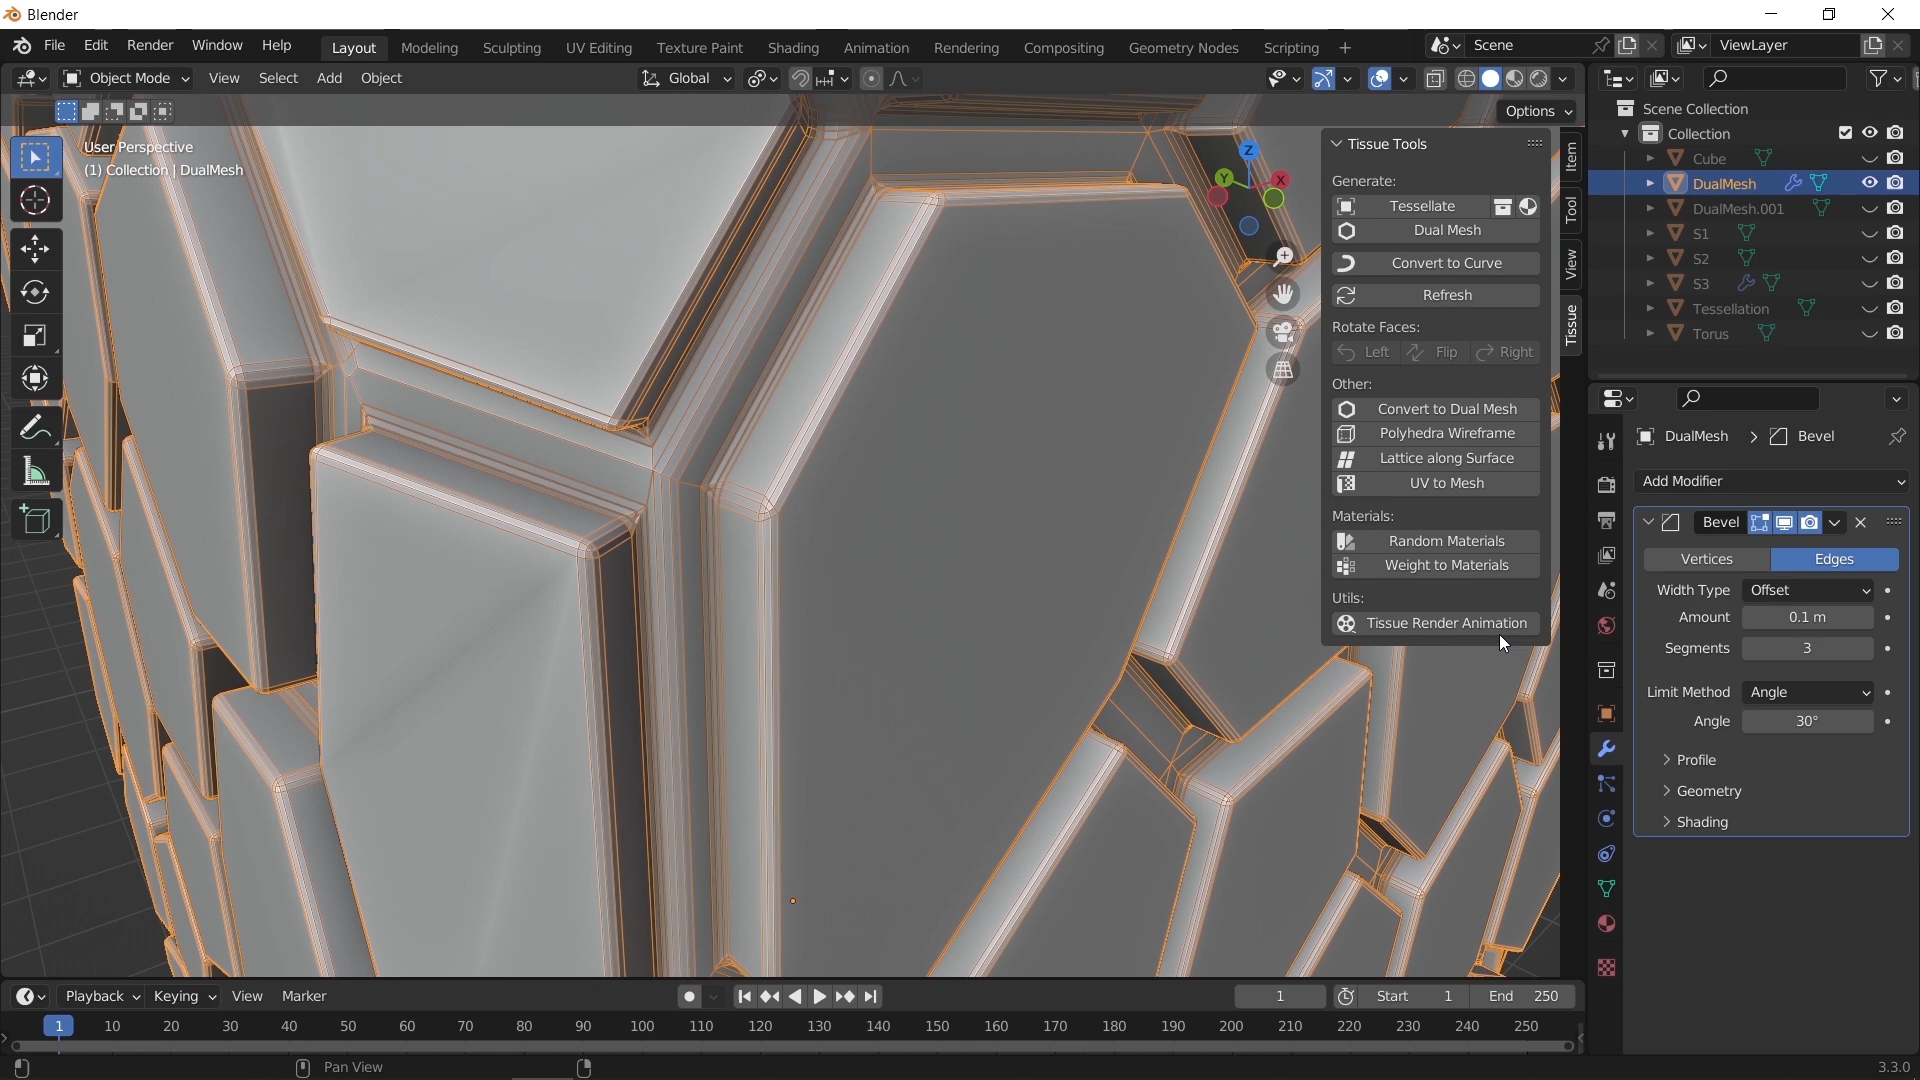 Blender
File Edit Render Window Help Layout Modeling Sculpting UV Editing Texture Paint Shading Animation Rendering Compositing Geometry Nodes Scripting + Scene ViewLayer
Object Mode View Select Add Object Global
Options
User Perspective
(1) Collection | DualMesh
Z
Y
X
Tissue Tools
Generate:
Tessellate
Dual Mesh
Convert to Curve
Refresh
Rotate Faces:
Left Flip Right
Other:
Convert to Dual Mesh
Polyhedra Wireframe
Lattice along Surface
UV to Mesh
Materials:
Random Materials
Weight to Materials
Utils:
Tissue Render Animation
Item
Tool
View
Tissue
Scene Collection
Collection
Cube
DualMesh
DualMesh.001
S1
S2
S3
Tessellation
Torus
DualMesh > Bevel
Add Modifier
Bevel
Vertices Edges
Width Type Offset
Amount 0.1 m
Segments 3
Limit Method Angle
Angle 30°
Profile
Geometry
Shading
Playback Keying View Marker 1 Start 1 End 250
1 10 20 30 40 50 60 70 80 90 100 110 120 130 140 150 160 170 180 190 200 210 220 230 240 250
Pan View 3.3.0